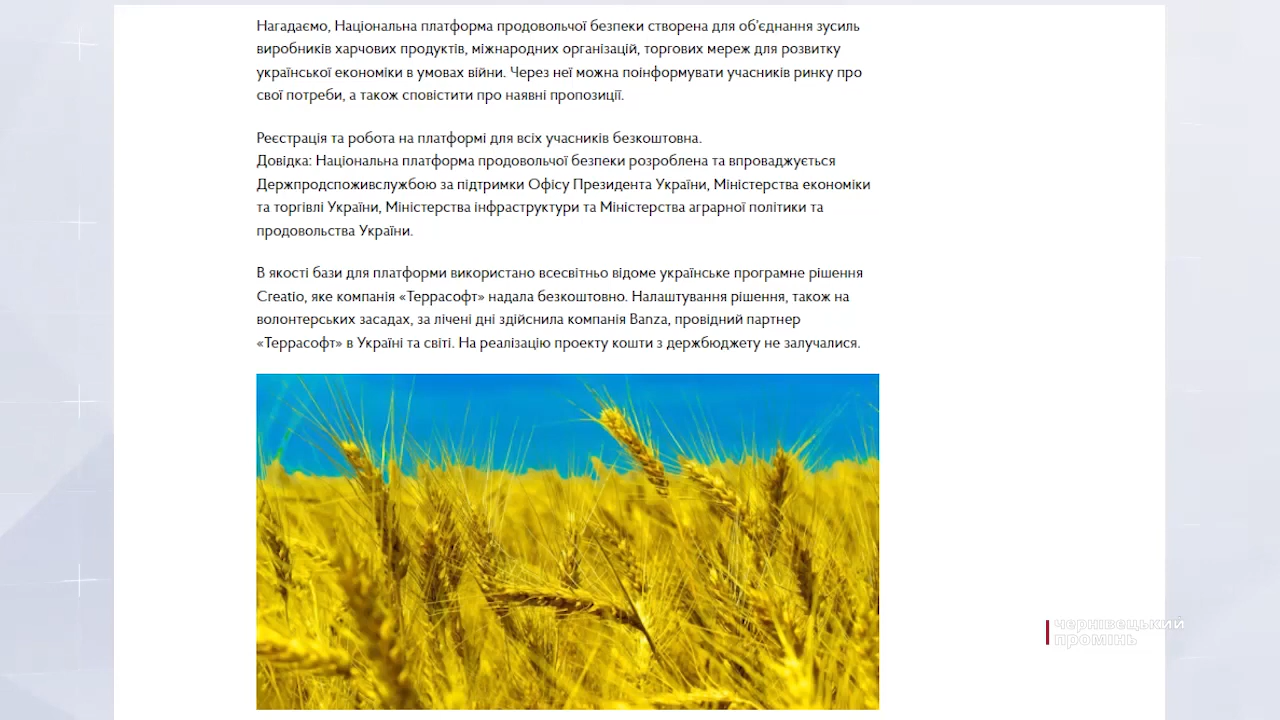 Нагадаємо, Національна платформа продовольчої безпеки створена для об'єднання зусиль
виробників харчових продуктів, міжнародних організацій, торгових мереж для розвитку
української економіки в умовах війни. Через неї можна поінформувати учасників ринку про
свої потреби, а також сповістити про наявні пропозиції.
Реєстрація та робота на платформі для всіх учасників безкоштовна.
Довідка: Національна платформа продовольчої безпеки розроблена та впроваджується
Держпродспоживслужбою за підтримки Офісу Президента України, Міністерства економіки
та торгівлі України, Міністерства інфраструктури та Міністерства аграрної політики та
продовольства України.
В якості бази для платформи використано всесвітньо відоме українське програмне рішення
Creatio, яке компанія «Террасофт» надала безкоштовно. Налаштування рішення, також на
волонтерських засадах, за лічені дні здійснила компанія Banza, провідний партнер
«Террасофт» в Україні та світі. На реалізацію проекту кошти з держбюджету не залучалися.
чернівецький
промінь